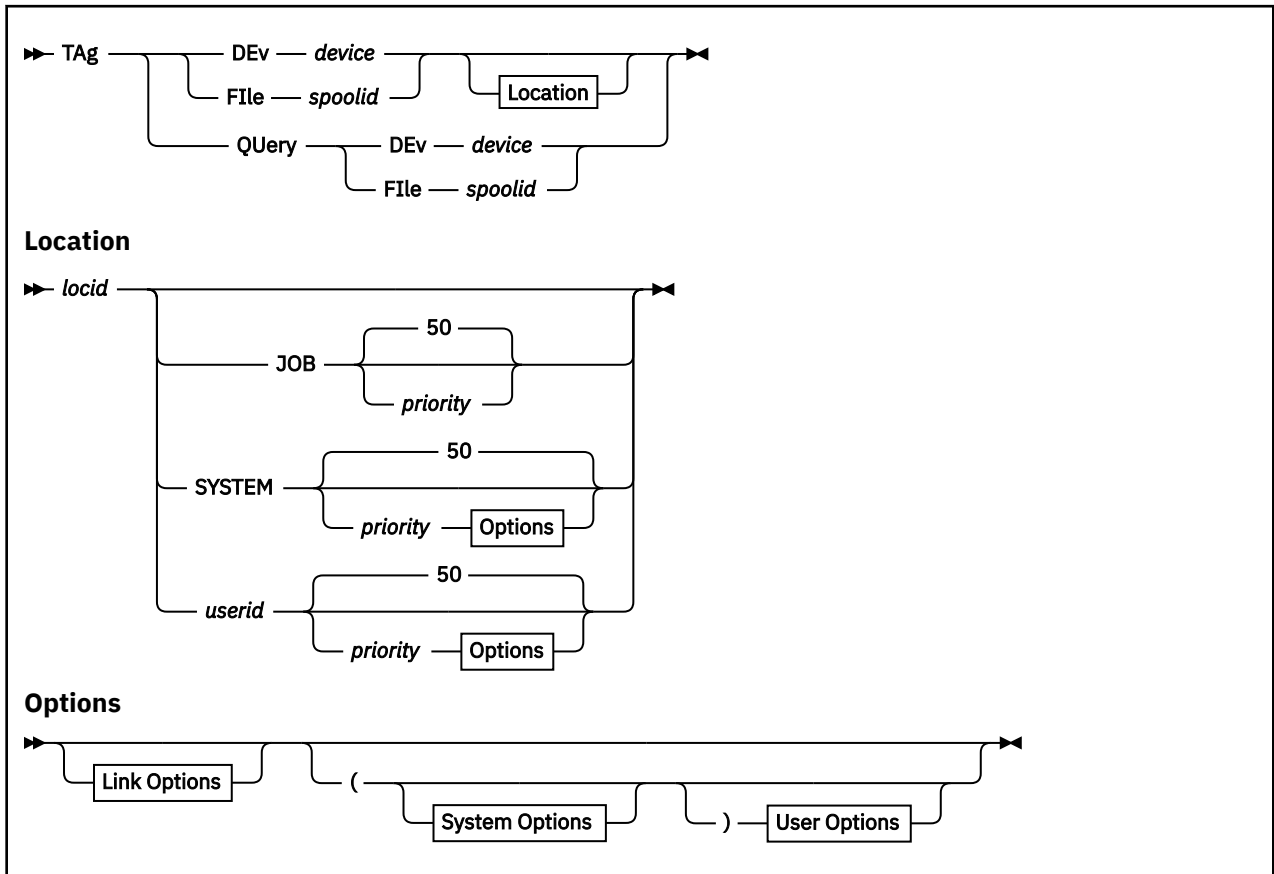 TAg DEv device
FIle spoolid Location
QUery DEv device
FIle spoolid
Location
locid
50
JOB
priority
50
SYSTEM
priority Options
50
userid
priority Options
Options
Link Options (
System Options ) User Options